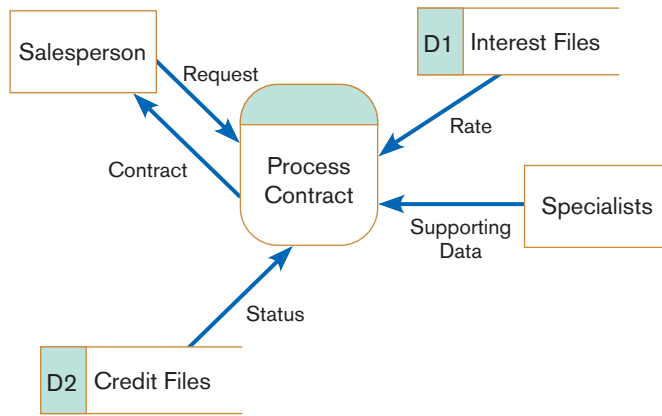 Salesperson
Request
D1 Interest Files
Rate
Contract
Process
Contract
Specialists
Supporting
Data
Status
D2 Credit Files